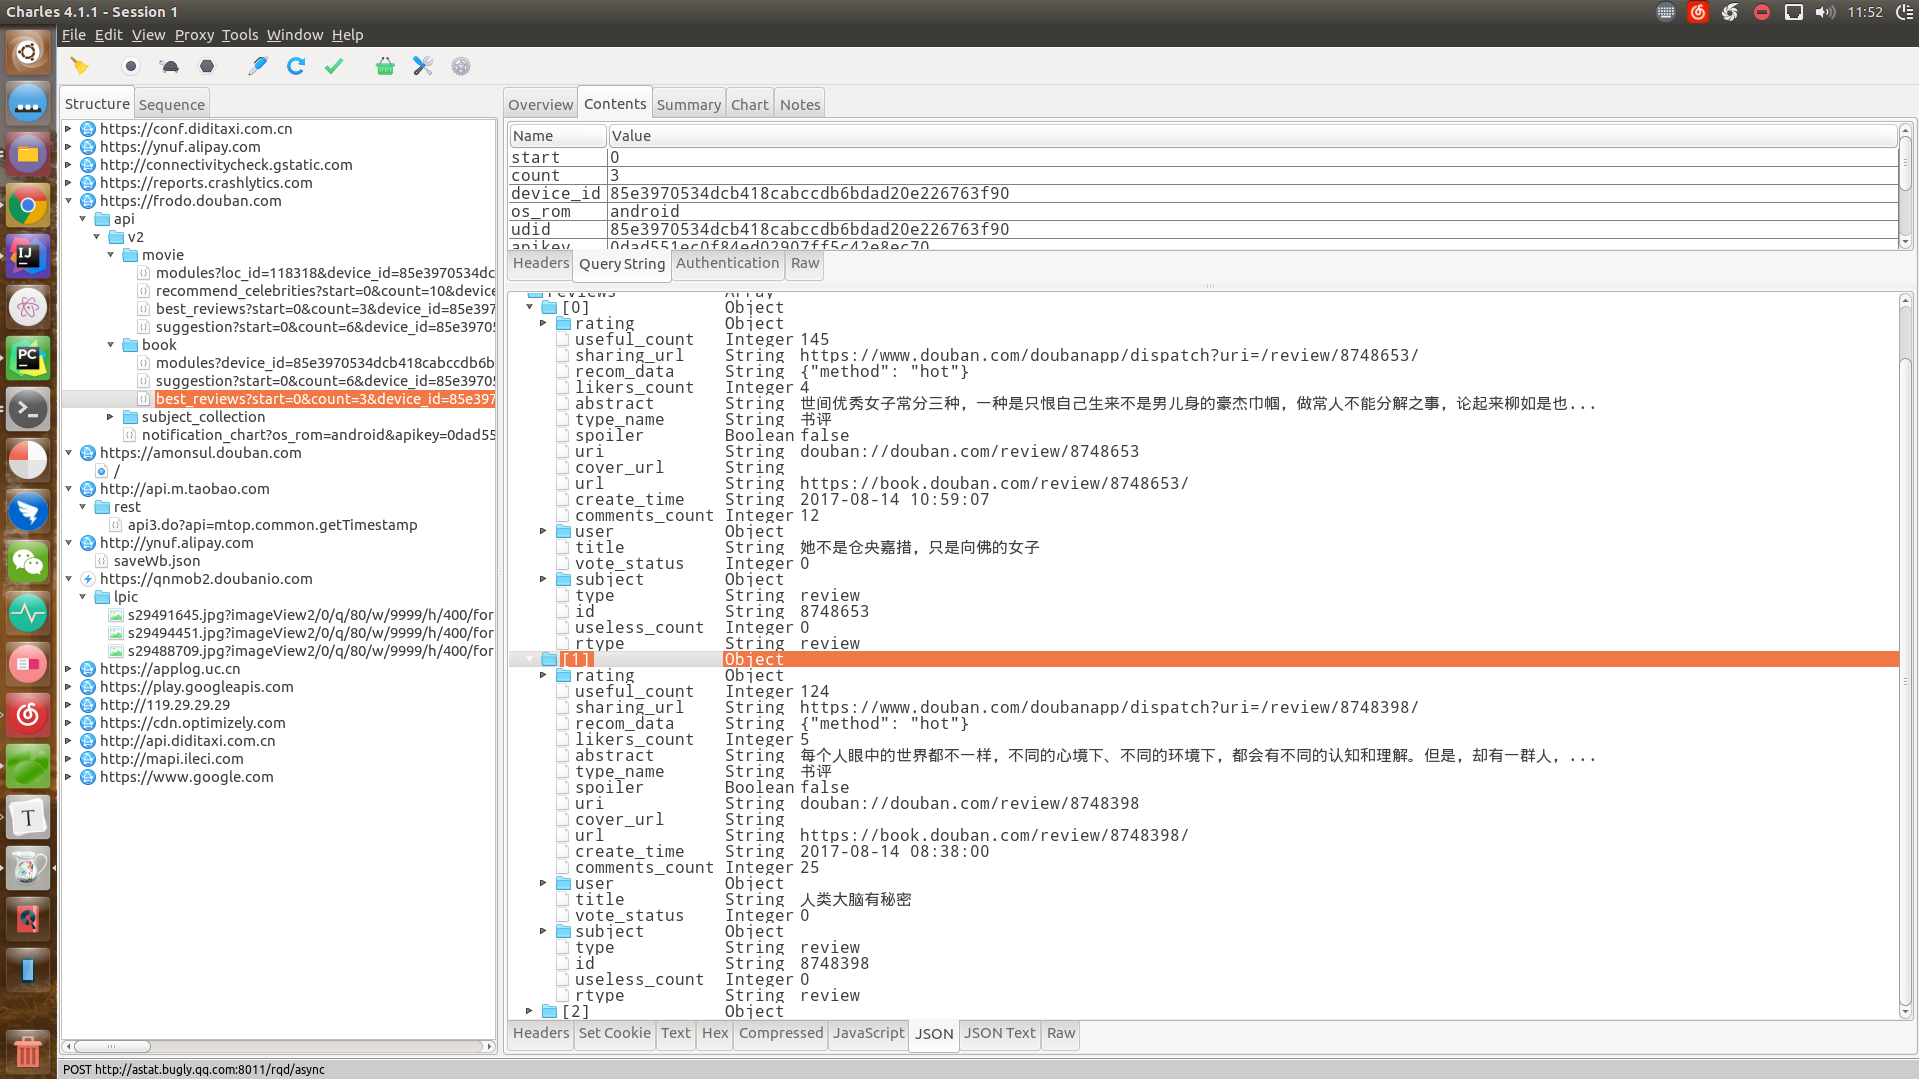 Charles 4.1.1 - Session 1
11:52
File Edit View Proxy Tools Window Help
Structure Sequence
https://conf.diditaxi.com.cn
https://ynuf.alipay.com
http://connectivitycheck.gstatic.com
https://reports.crashlytics.com
https://frodo.douban.com
api
v2
movie
modules?loc_id=118318&device_id=85e3970534dc
recommend_celebrities?start=0&count=10&device
best_reviews?start=0&count=3&device_id=85e397
suggestion?start=0&count=6&device_id=85e39705
book
modules?device_id=85e3970534dcb418cabccdb6b
suggestion?start=0&count=6&device_id=85e39705
best_reviews?start=0&count=3&device_id=85e397
subject_collection
notification_chart?os_rom=android&apikey=0dad55
https://amonsul.douban.com
/
http://api.m.taobao.com
rest
api3.do?api=mtop.common.getTimestamp
http://ynuf.alipay.com
saveWb.json
https://qnmob2.doubanio.com
lpic
s29491645.jpg?imageView2/0/q/80/w/9999/h/400/for
s29494451.jpg?imageView2/0/q/80/w/9999/h/400/for
s29488709.jpg?imageView2/0/q/80/w/9999/h/400/for
https://applog.uc.cn
https://play.googleapis.com
http://119.29.29.29
https://cdn.optimizely.com
http://api.diditaxi.com.cn
http://mapi.ileci.com
https://www.google.com
Overview Contents Summary Chart Notes
Name Value
start 0
count 3
device_id 85e3970534dcb418cabccdb6bdad20e226763f90
os_rom android
udid 85e3970534dcb418cabccdb6bdad20e226763f90
apikey 0dad551ec0f84ed02907ff5c42e8ec70
Headers Query String Authentication Raw
reviews Array
[0] Object
rating Object
useful_count Integer 145
sharing_url String https://www.douban.com/doubanapp/dispatch?uri=/review/8748653/
recom_data String {"method": "hot"}
likers_count Integer 4
abstract String 世间优秀女子常分三种，一种是只恨自己生来不是男儿身的豪杰巾帼，做常人不能分解之事，论起来柳如是也...
type_name String 书评
spoiler Boolean false
uri String douban://douban.com/review/8748653
cover_url String
url String https://book.douban.com/review/8748653/
create_time String 2017-08-14 10:59:07
comments_count Integer 12
user Object
title String 她不是仓央嘉措，只是向佛的女子
vote_status Integer 0
subject Object
type String review
id String 8748653
useless_count Integer 0
rtype String review
[1] Object
rating Object
useful_count Integer 124
sharing_url String https://www.douban.com/doubanapp/dispatch?uri=/review/8748398/
recom_data String {"method": "hot"}
likers_count Integer 5
abstract String 每个人眼中的世界都不一样，不同的心境下、不同的环境下，都会有不同的认知和理解。但是，却有一群人，...
type_name String 书评
spoiler Boolean false
uri String douban://douban.com/review/8748398
cover_url String
url String https://book.douban.com/review/8748398/
create_time String 2017-08-14 08:38:00
comments_count Integer 25
user Object
title String 人类大脑有秘密
vote_status Integer 0
subject Object
type String review
id String 8748398
useless_count Integer 0
rtype String review
[2] Object
Headers Set Cookie Text Hex Compressed JavaScript JSON JSON Text Raw
POST http://astat.bugly.qq.com:8011/rqd/async
IJ
PC
T